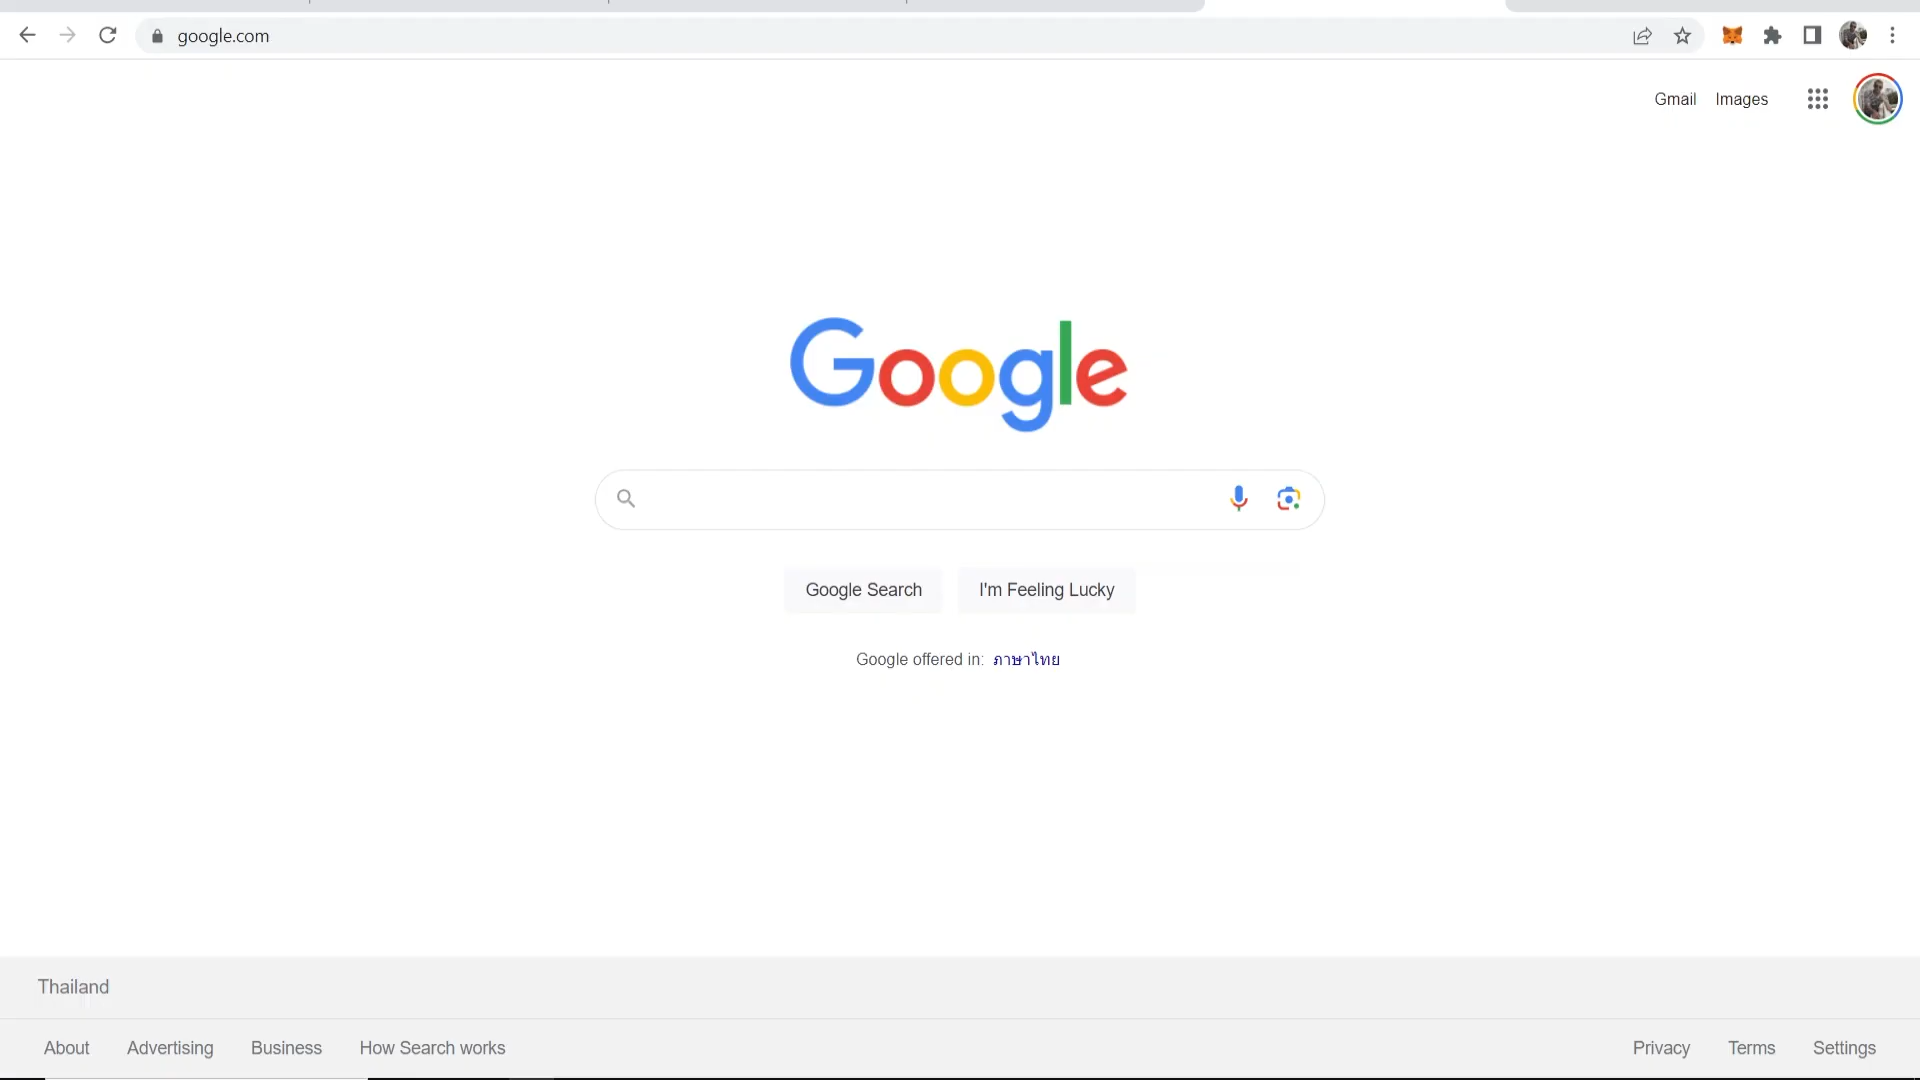 google.com
Gmail Images
Google
Google Search I'm Feeling Lucky
Google offered in: ภาษาไทย
Thailand
About Advertising Business How Search works Privacy Terms Settings